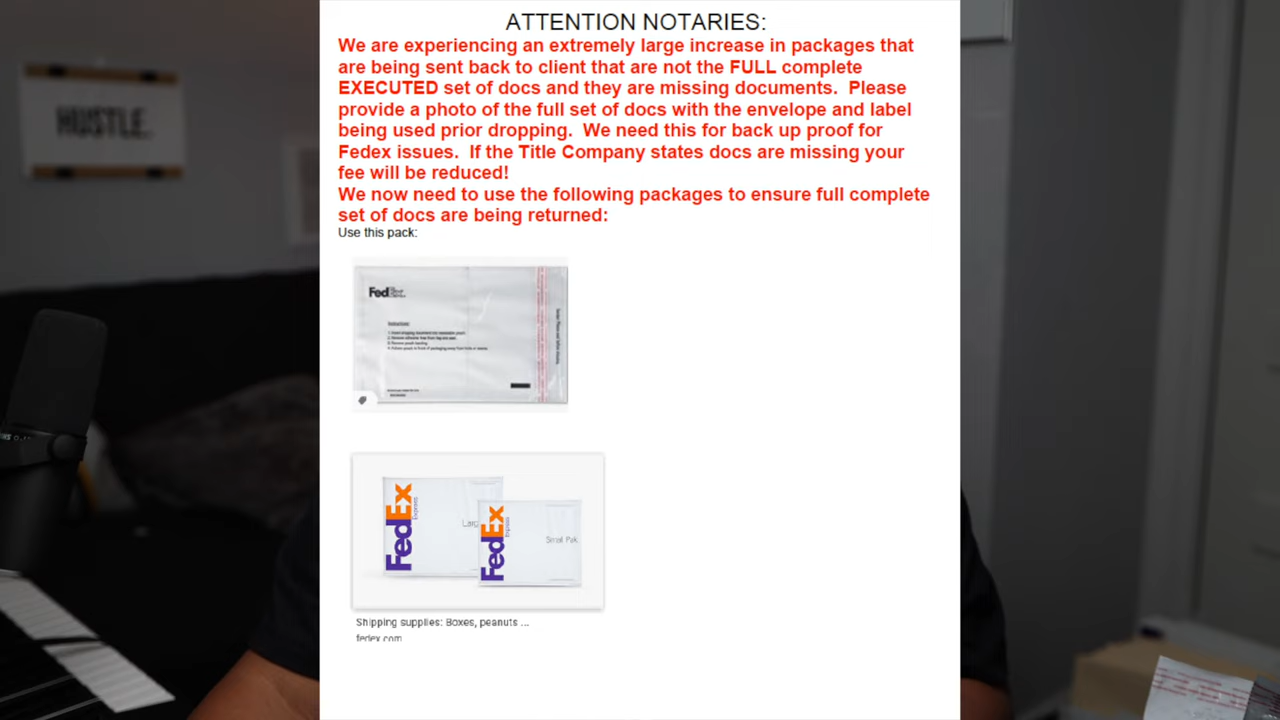 ATTENTION NOTARIES:
We are experiencing an extremely large increase in packages that
are being sent back to client that are not the FULL complete
EXECUTED set of docs and they are missing documents.  Please
provide a photo of the full set of docs with the envelope and label
being used prior dropping.  We need this for back up proof for
Fedex issues.  If the Title Company states docs are missing your
fee will be reduced!
We now need to use the following packages to ensure full complete
set of docs are being returned:
Use this pack:
HUSTLE.
Fed
FedEx
Express
Larg
FedEx
Express
Small Pak
Shipping supplies: Boxes, peanuts ...
fedex.com